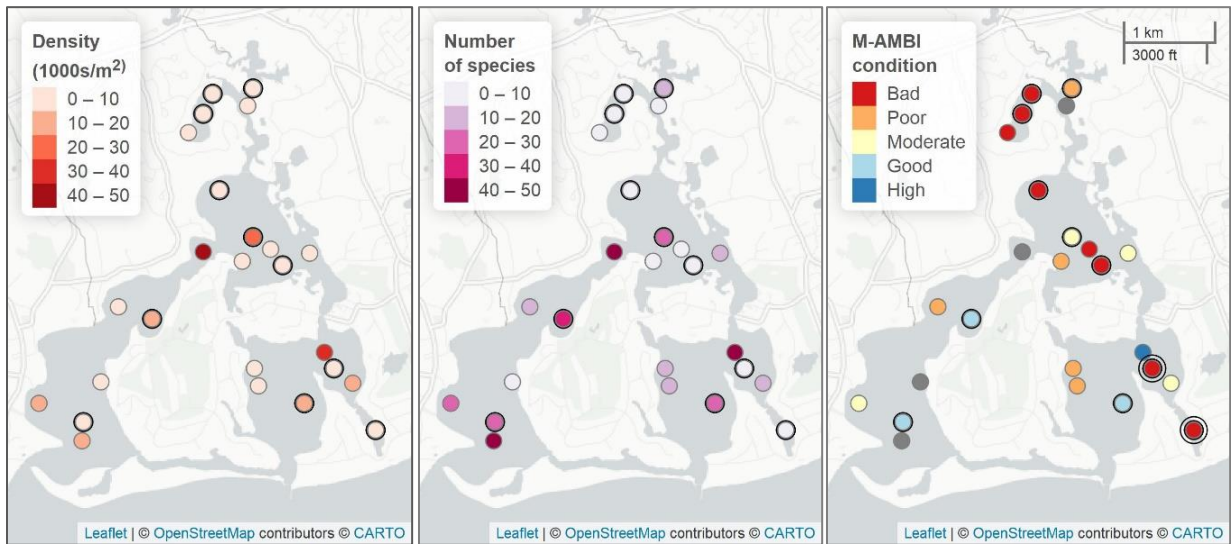 Density
(1000s/m²)
0 – 10
10 – 20
20 – 30
30 – 40
40 – 50
Leaflet | © OpenStreetMap contributors © CARTO
Number
of species
0 – 10
10 – 20
20 – 30
30 – 40
40 – 50
Leaflet | © OpenStreetMap contributors © CARTO
M-AMBI
condition
Bad
Poor
Moderate
Good
High
1 km
3000 ft
Leaflet | © OpenStreetMap contributors © CARTO